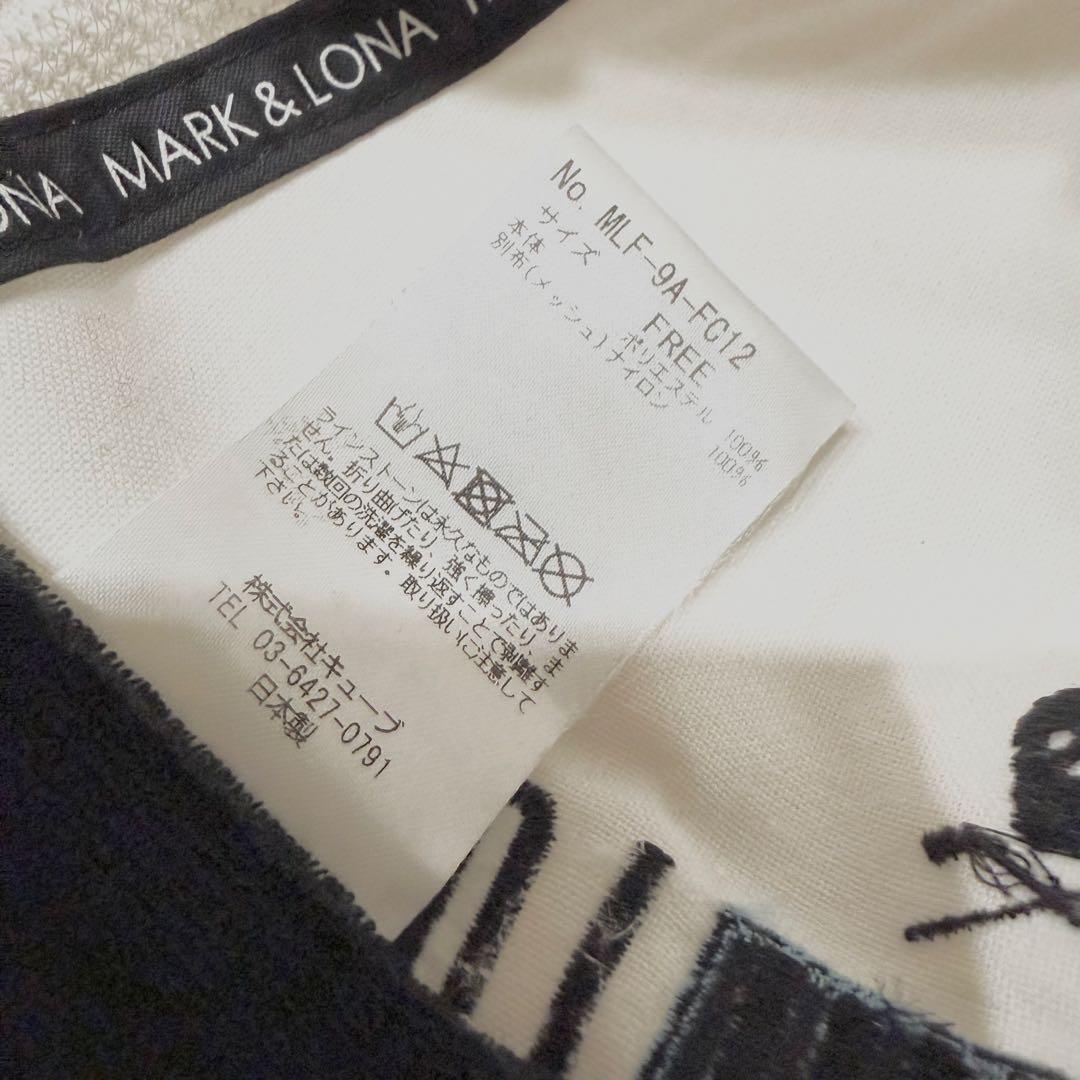 ONA MARK & LONA
No. MLF-9A-FC12
サイズ FREE
本体 ポリエステル 100%
別布(メッシュ)ナイロン 100%
ラインストーンは永久なものではありま
せん。折り曲げたり、強く擦ったり、ま
たは数回の洗濯を繰り返すことで剥離す
ることがあります。取り扱いに注意して
下さい。
株式会社キューブ
TEL 03-6427-0791
日本製